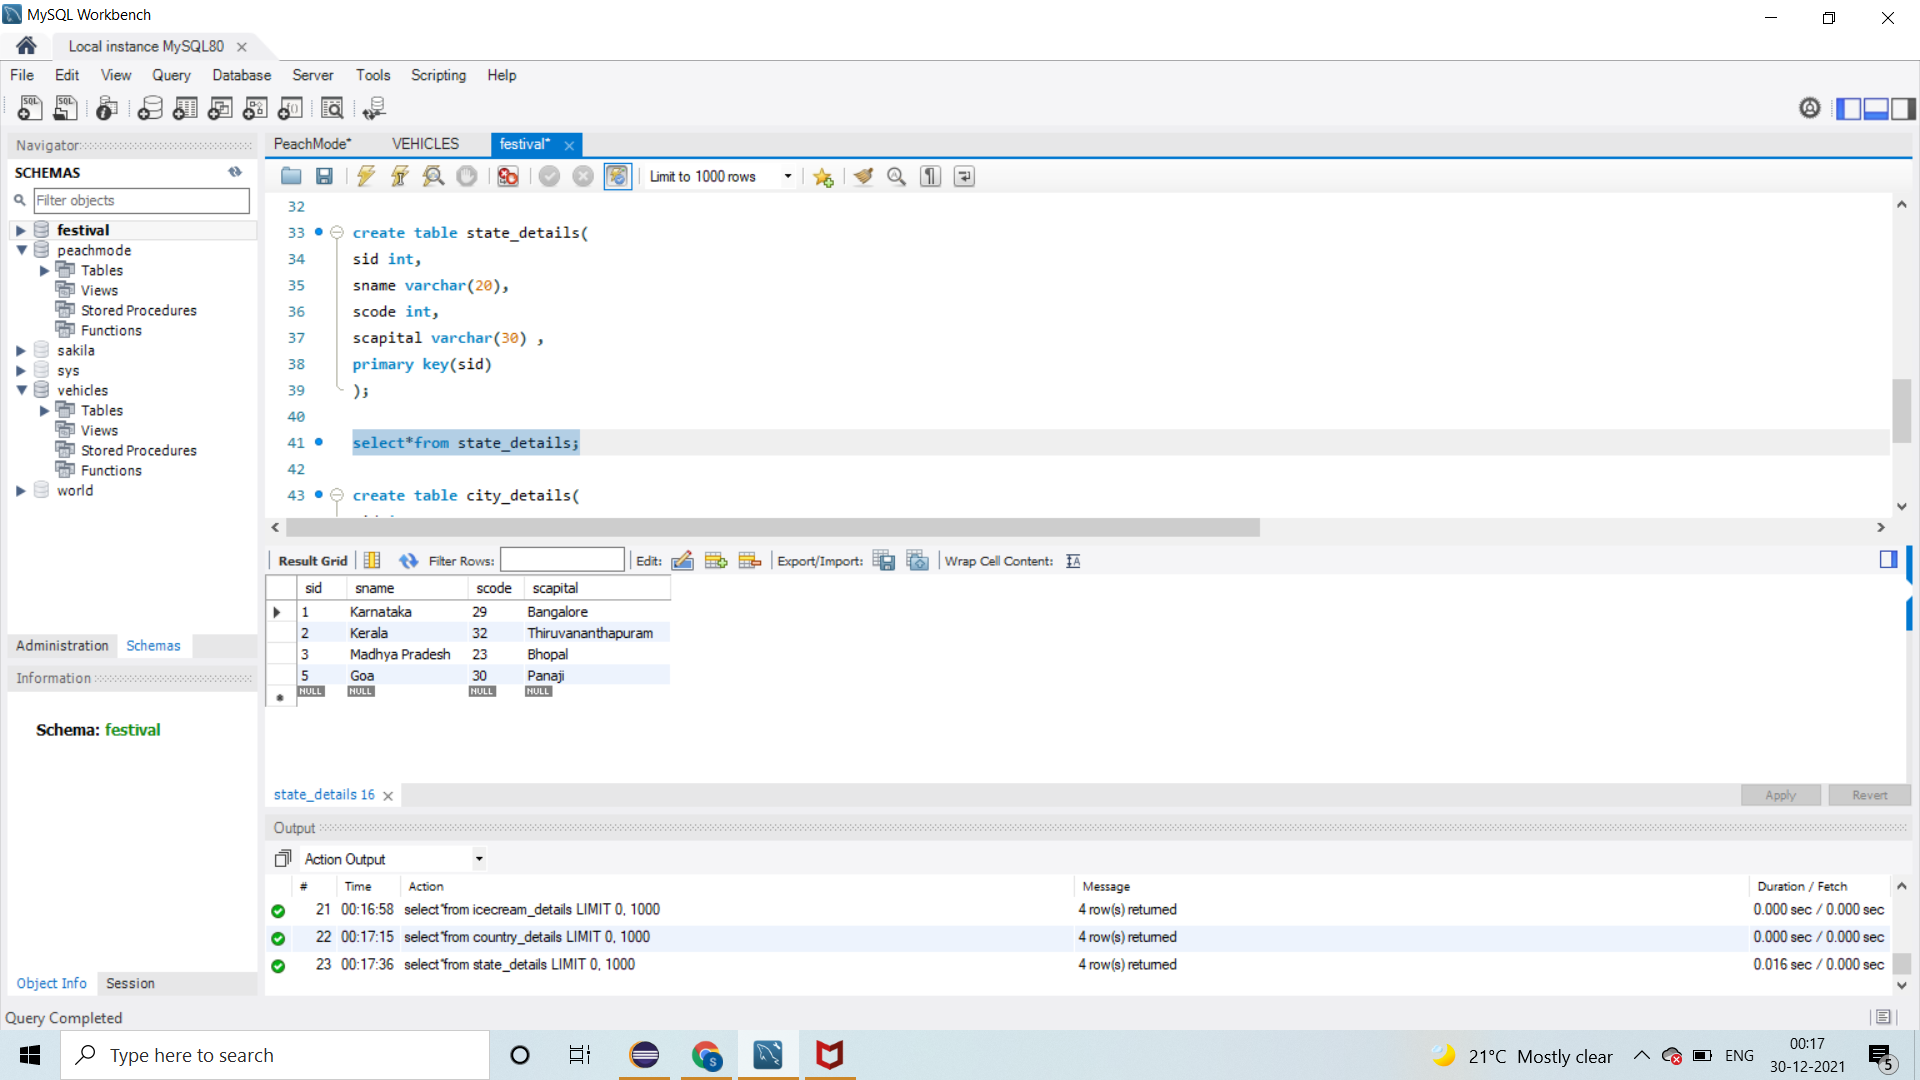 MySQL Workbench
Local instance MySQL80
File Edit View Query Database Server Tools Scripting Help
Navigator
SCHEMAS
Filter objects
festival
peachmode
Tables
Views
Stored Procedures
Functions
sakila
sys
vehicles
Tables
Views
Stored Procedures
Functions
world
Administration Schemas
Information
Schema: festival
Object Info Session
PeachMode* VEHICLES festival*
Limit to 1000 rows
32
33 create table state_details(
34 sid int,
35 sname varchar(20),
36 scode int,
37 scapital varchar(30) ,
38 primary key(sid)
39 );
40
41 select*from state_details;
42
43 create table city_details(
Result Grid Filter Rows: Edit: Export/Import: Wrap Cell Content:
sid sname scode scapital
1 Karnataka 29 Bangalore
2 Kerala 32 Thiruvananthapuram
3 Madhya Pradesh 23 Bhopal
5 Goa 30 Panaji
NULL NULL NULL NULL
state_details 16 Apply Revert
Output
Action Output
# Time Action Message Duration / Fetch
21 00:16:58 select*from icecream_details LIMIT 0, 1000 4 row(s) returned 0.000 sec / 0.000 sec
22 00:17:15 select*from country_details LIMIT 0, 1000 4 row(s) returned 0.000 sec / 0.000 sec
23 00:17:36 select*from state_details LIMIT 0, 1000 4 row(s) returned 0.016 sec / 0.000 sec
Query Completed
Type here to search
21°C Mostly clear ENG
00:17
30-12-2021
5